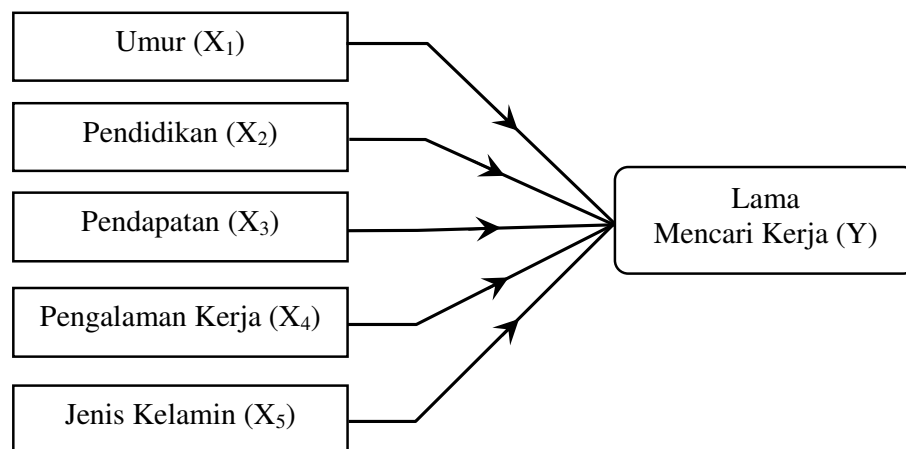 Umur (X₁)
Pendidikan (X₂)
Pendapatan (X₃)
Pengalaman Kerja (X₄)
Jenis Kelamin (X₅)
Lama
Mencari Kerja (Y)